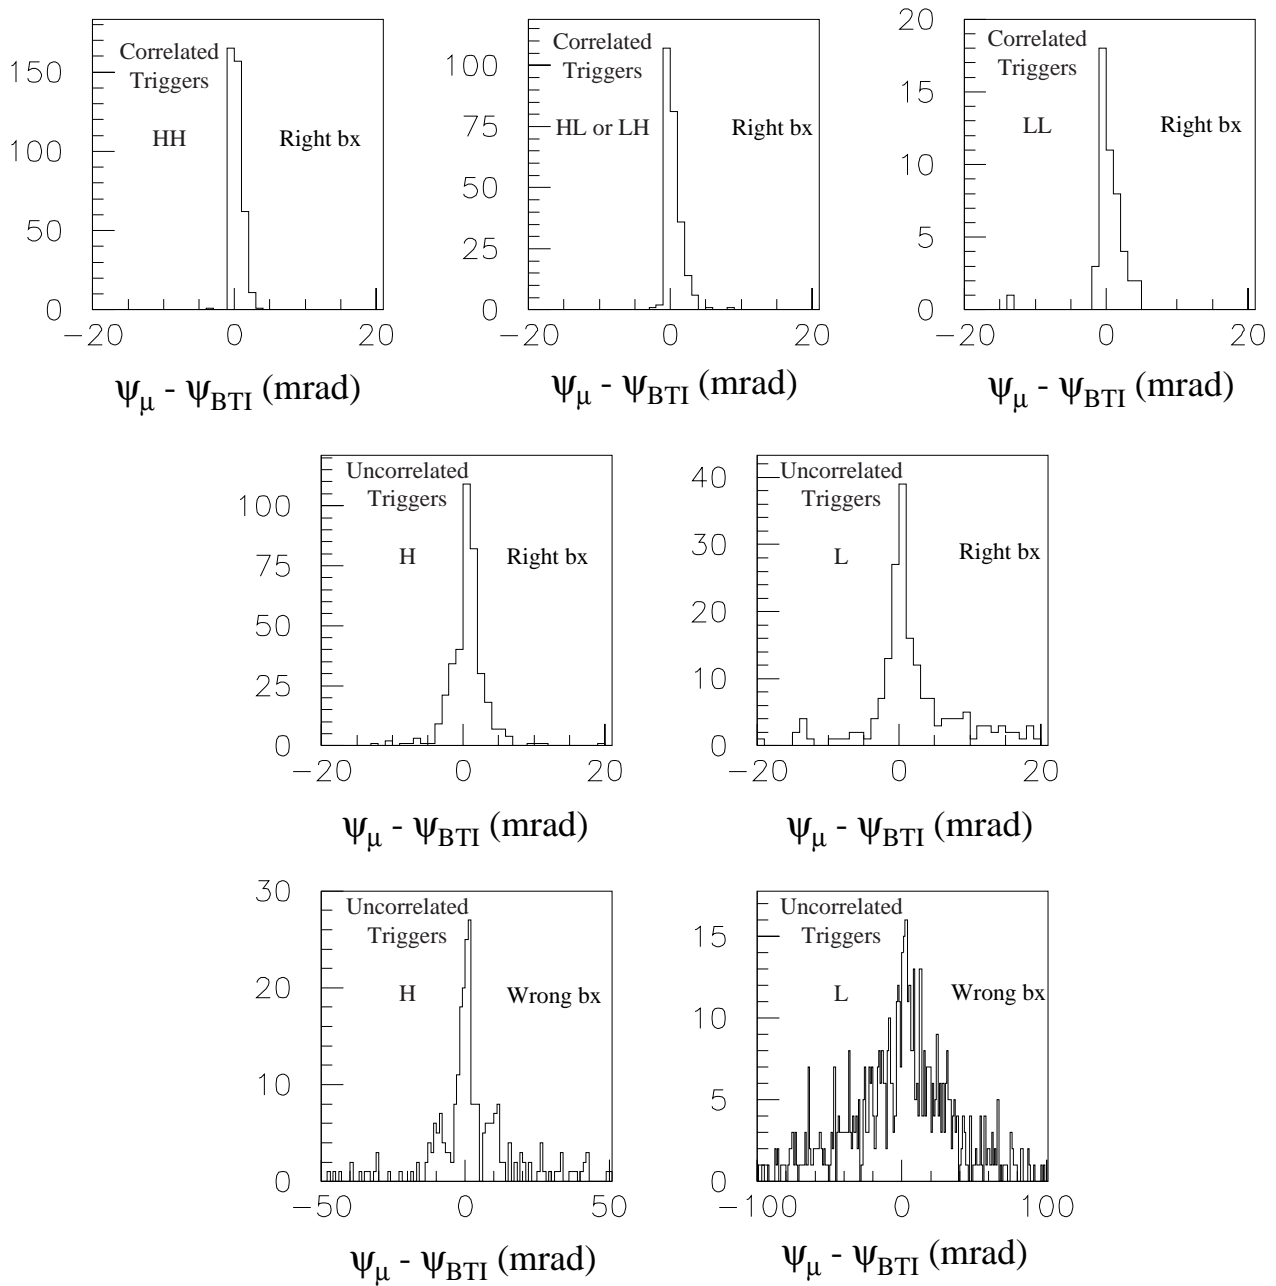 Correlated
Triggers
HH
Right bx
150
100
50
0
−20
0
20
ψμ - ψBTI (mrad)
Correlated
Triggers
HL or LH
Right bx
100
75
50
25
0
−20
0
20
ψμ - ψBTI (mrad)
Correlated
Triggers
LL
Right bx
20
15
10
5
0
−20
0
20
ψμ - ψBTI (mrad)
Uncorrelated
Triggers
H
Right bx
100
75
50
25
0
−20
0
20
ψμ - ψBTI (mrad)
Uncorrelated
Triggers
L
Right bx
40
30
20
10
0
−20
0
20
ψμ - ψBTI (mrad)
Uncorrelated
Triggers
H
Wrong bx
30
20
10
0
−50
0
50
ψμ - ψBTI (mrad)
Uncorrelated
Triggers
L
Wrong bx
15
10
5
0
−100
0
100
ψμ - ψBTI (mrad)